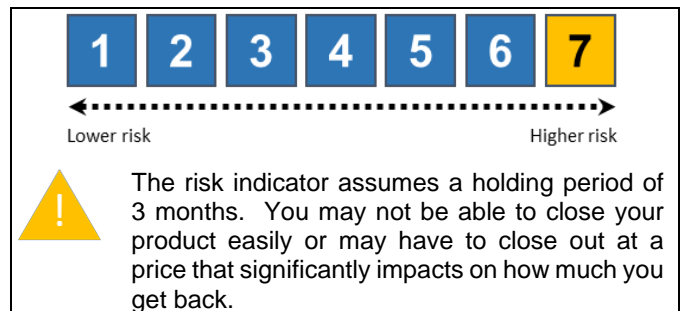 1 2 3 4 5 6 7
Lower risk Higher risk
!
The risk indicator assumes a holding period of
3 months. You may not be able to close your
product easily or may have to close out at a
price that significantly impacts on how much you
get back.